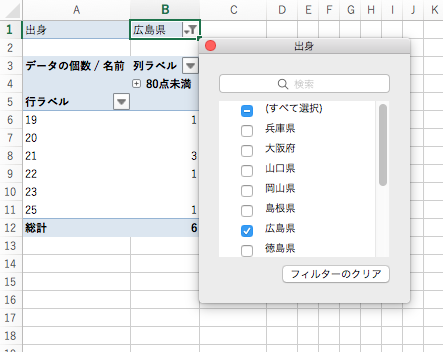 A B C D E F G H I J K
1 出身 広島県
2
3 データの個数 / 名前 列ラベル
4 80点未満
5 行ラベル
6 19 1
7 20
8 21 3
9 22 1
10 23
11 25 1
12 総計 6
13
14
15
16
17
18
出身
検索
(すべて選択)
兵庫県
大阪府
山口県
岡山県
島根県
広島県
徳島県
フィルターのクリア